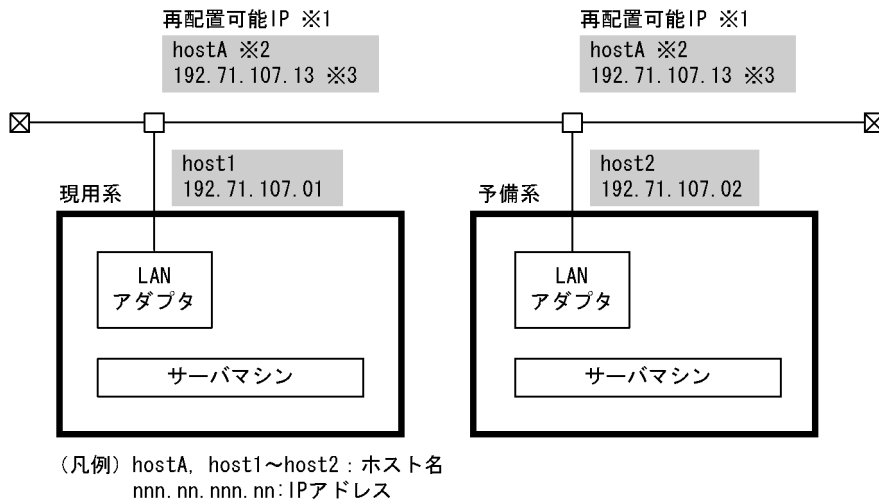 再配置可能IP ※1
hostA ※2
192.71.107.13 ※3
再配置可能IP ※1
hostA ※2
192.71.107.13 ※3
host1
192.71.107.01
host2
192.71.107.02
現用系
予備系
LAN
アダプタ
サーバマシン
LAN
アダプタ
サーバマシン
（凡例）hostA, host1～host2：ホスト名
nnn.nn.nnn.nn:IPアドレス